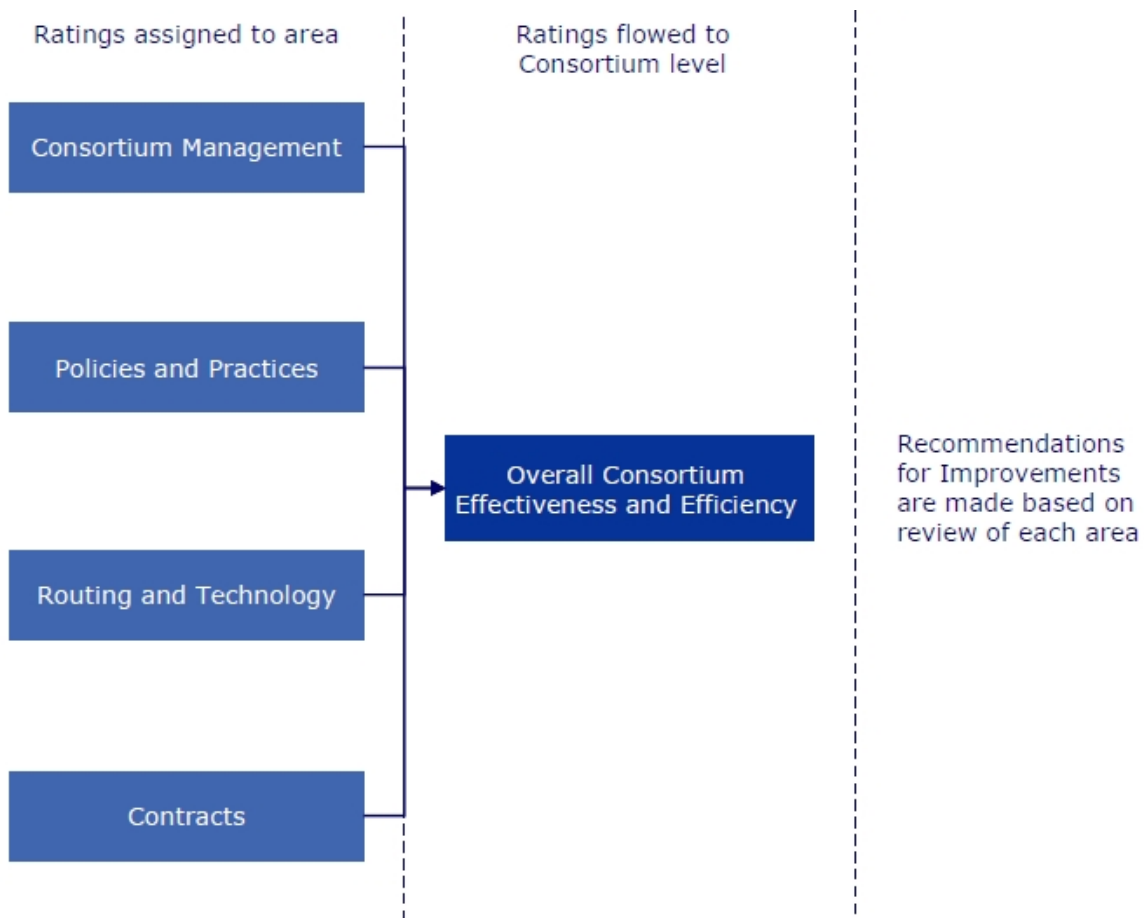 Ratings assigned to area
Ratings flowed to
Consortium level
Consortium Management
Policies and Practices
Routing and Technology
Contracts
Overall Consortium
Effectiveness and Efficiency
Recommendations
for Improvements
are made based on
review of each area